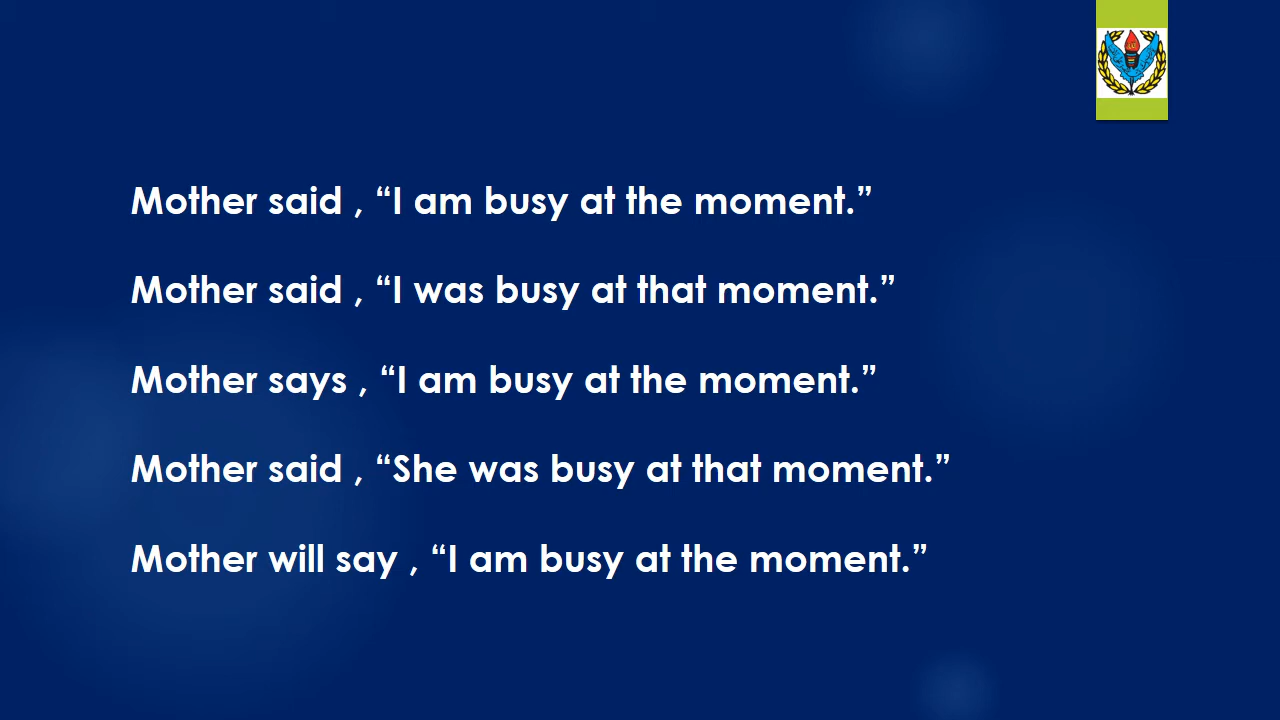 Mother said , “I am busy at the moment.”
Mother said , “I was busy at that moment.”
Mother says , “I am busy at the moment.”
Mother said , “She was busy at that moment.”
Mother will say , “I am busy at the moment.”